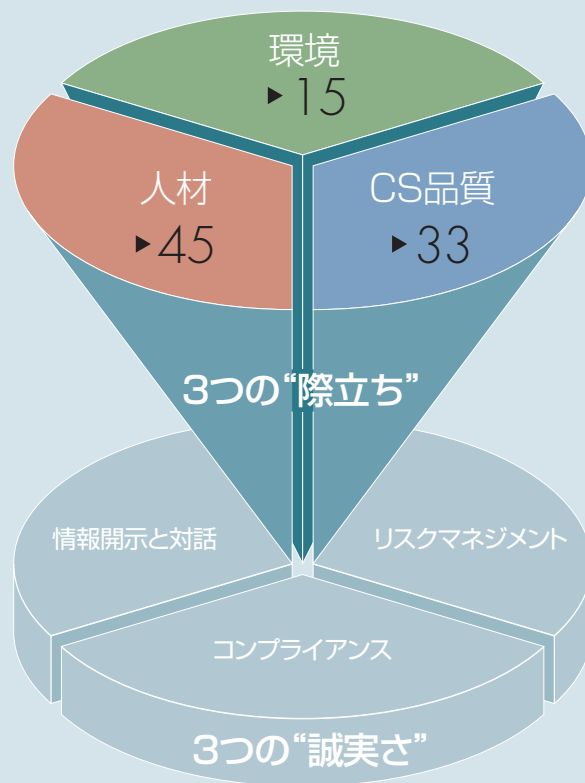 環境
▶15
人材
▶45
CS品質
▶33
3つの“際立ち”
情報開示と対話
リスクマネジメント
コンプライアンス
3つの“誠実さ”